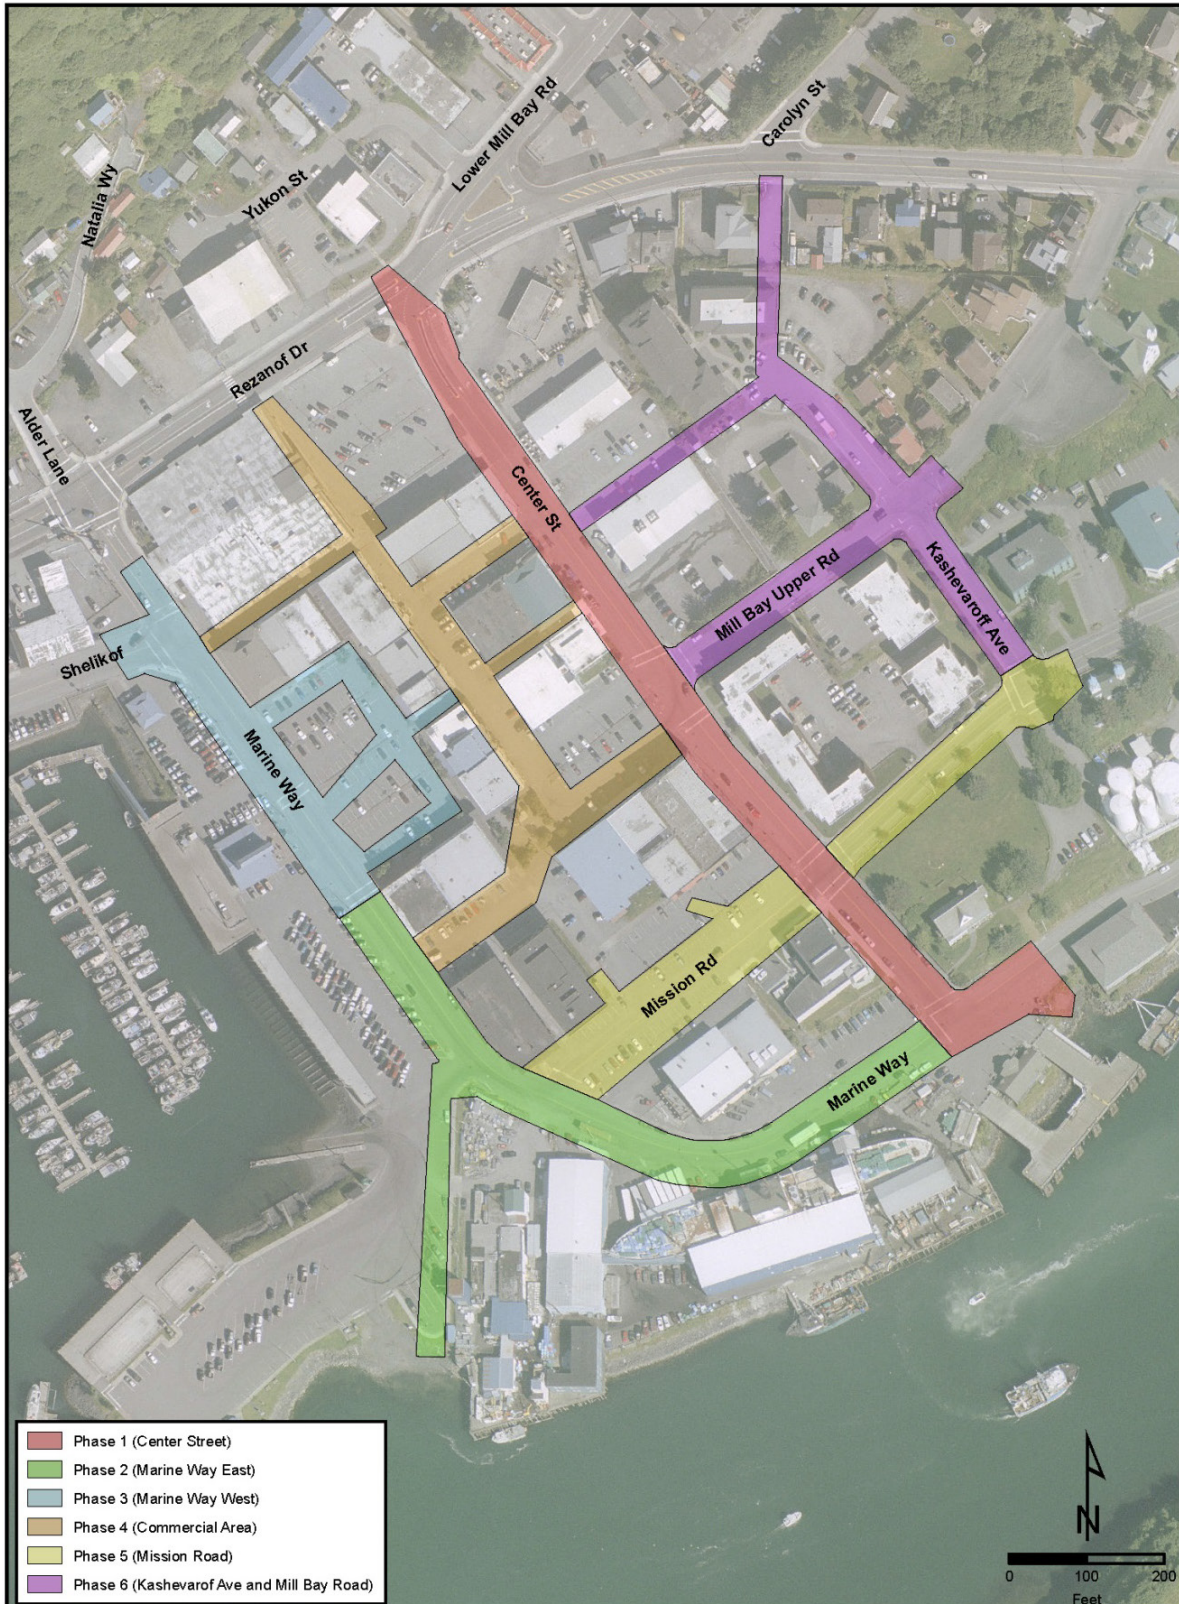 Carolyn St
Lower Mill Bay Rd
Natalia Wy
Yukon St
Rezanof Dr
Alder Lane
Center St
Mill Bay Upper Rd
Kashevaroff Ave
Shelikof
Marine Way
Mission Rd
Marine Way
Phase 1 (Center Street)
Phase 2 (Marine Way East)
Phase 3 (Marine Way West)
Phase 4 (Commercial Area)
Phase 5 (Mission Road)
Phase 6 (Kashevarof Ave and Mill Bay Road)
N
0 100 200
Feet